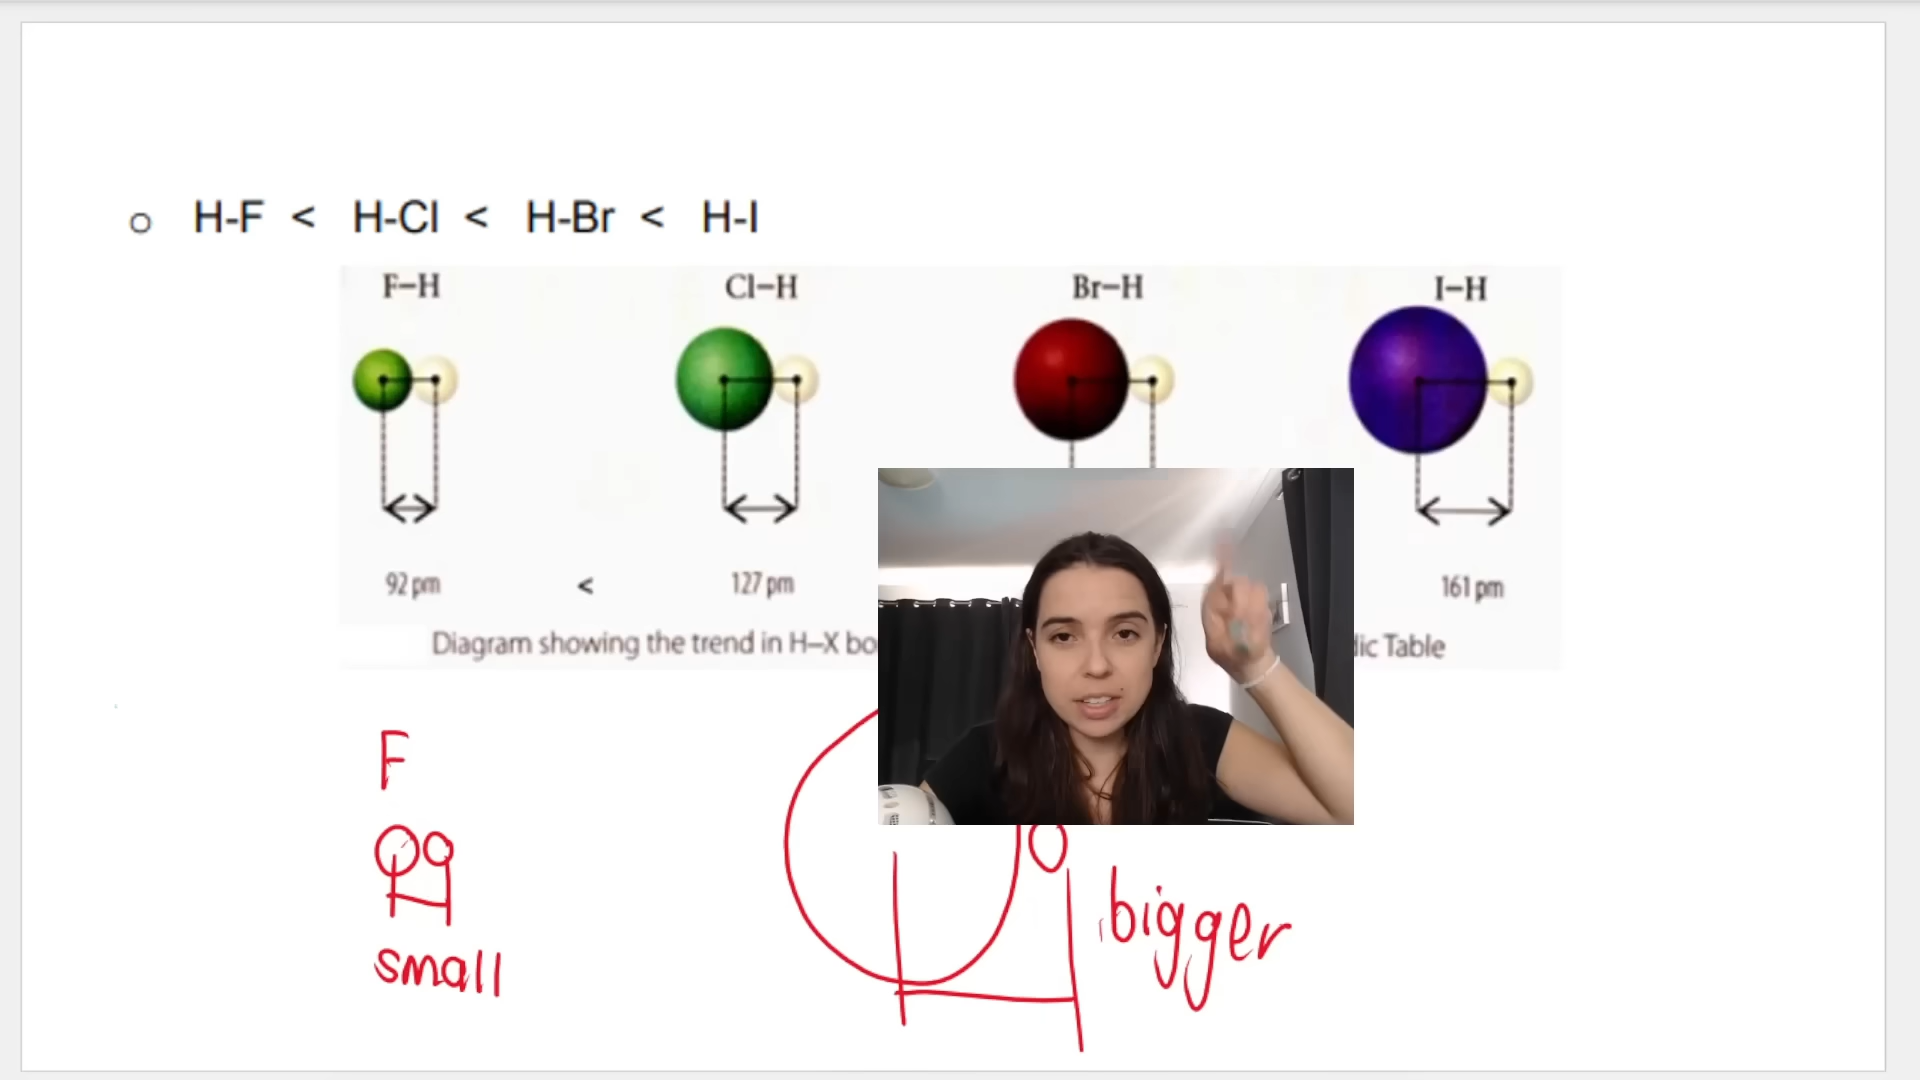 o H-F < H-Cl < H-Br < H-I
F–H Cl–H Br–H I–H
92 pm < 127 pm 161 pm
Diagram showing the trend in H–X bo
dic Table
F
small
bigger